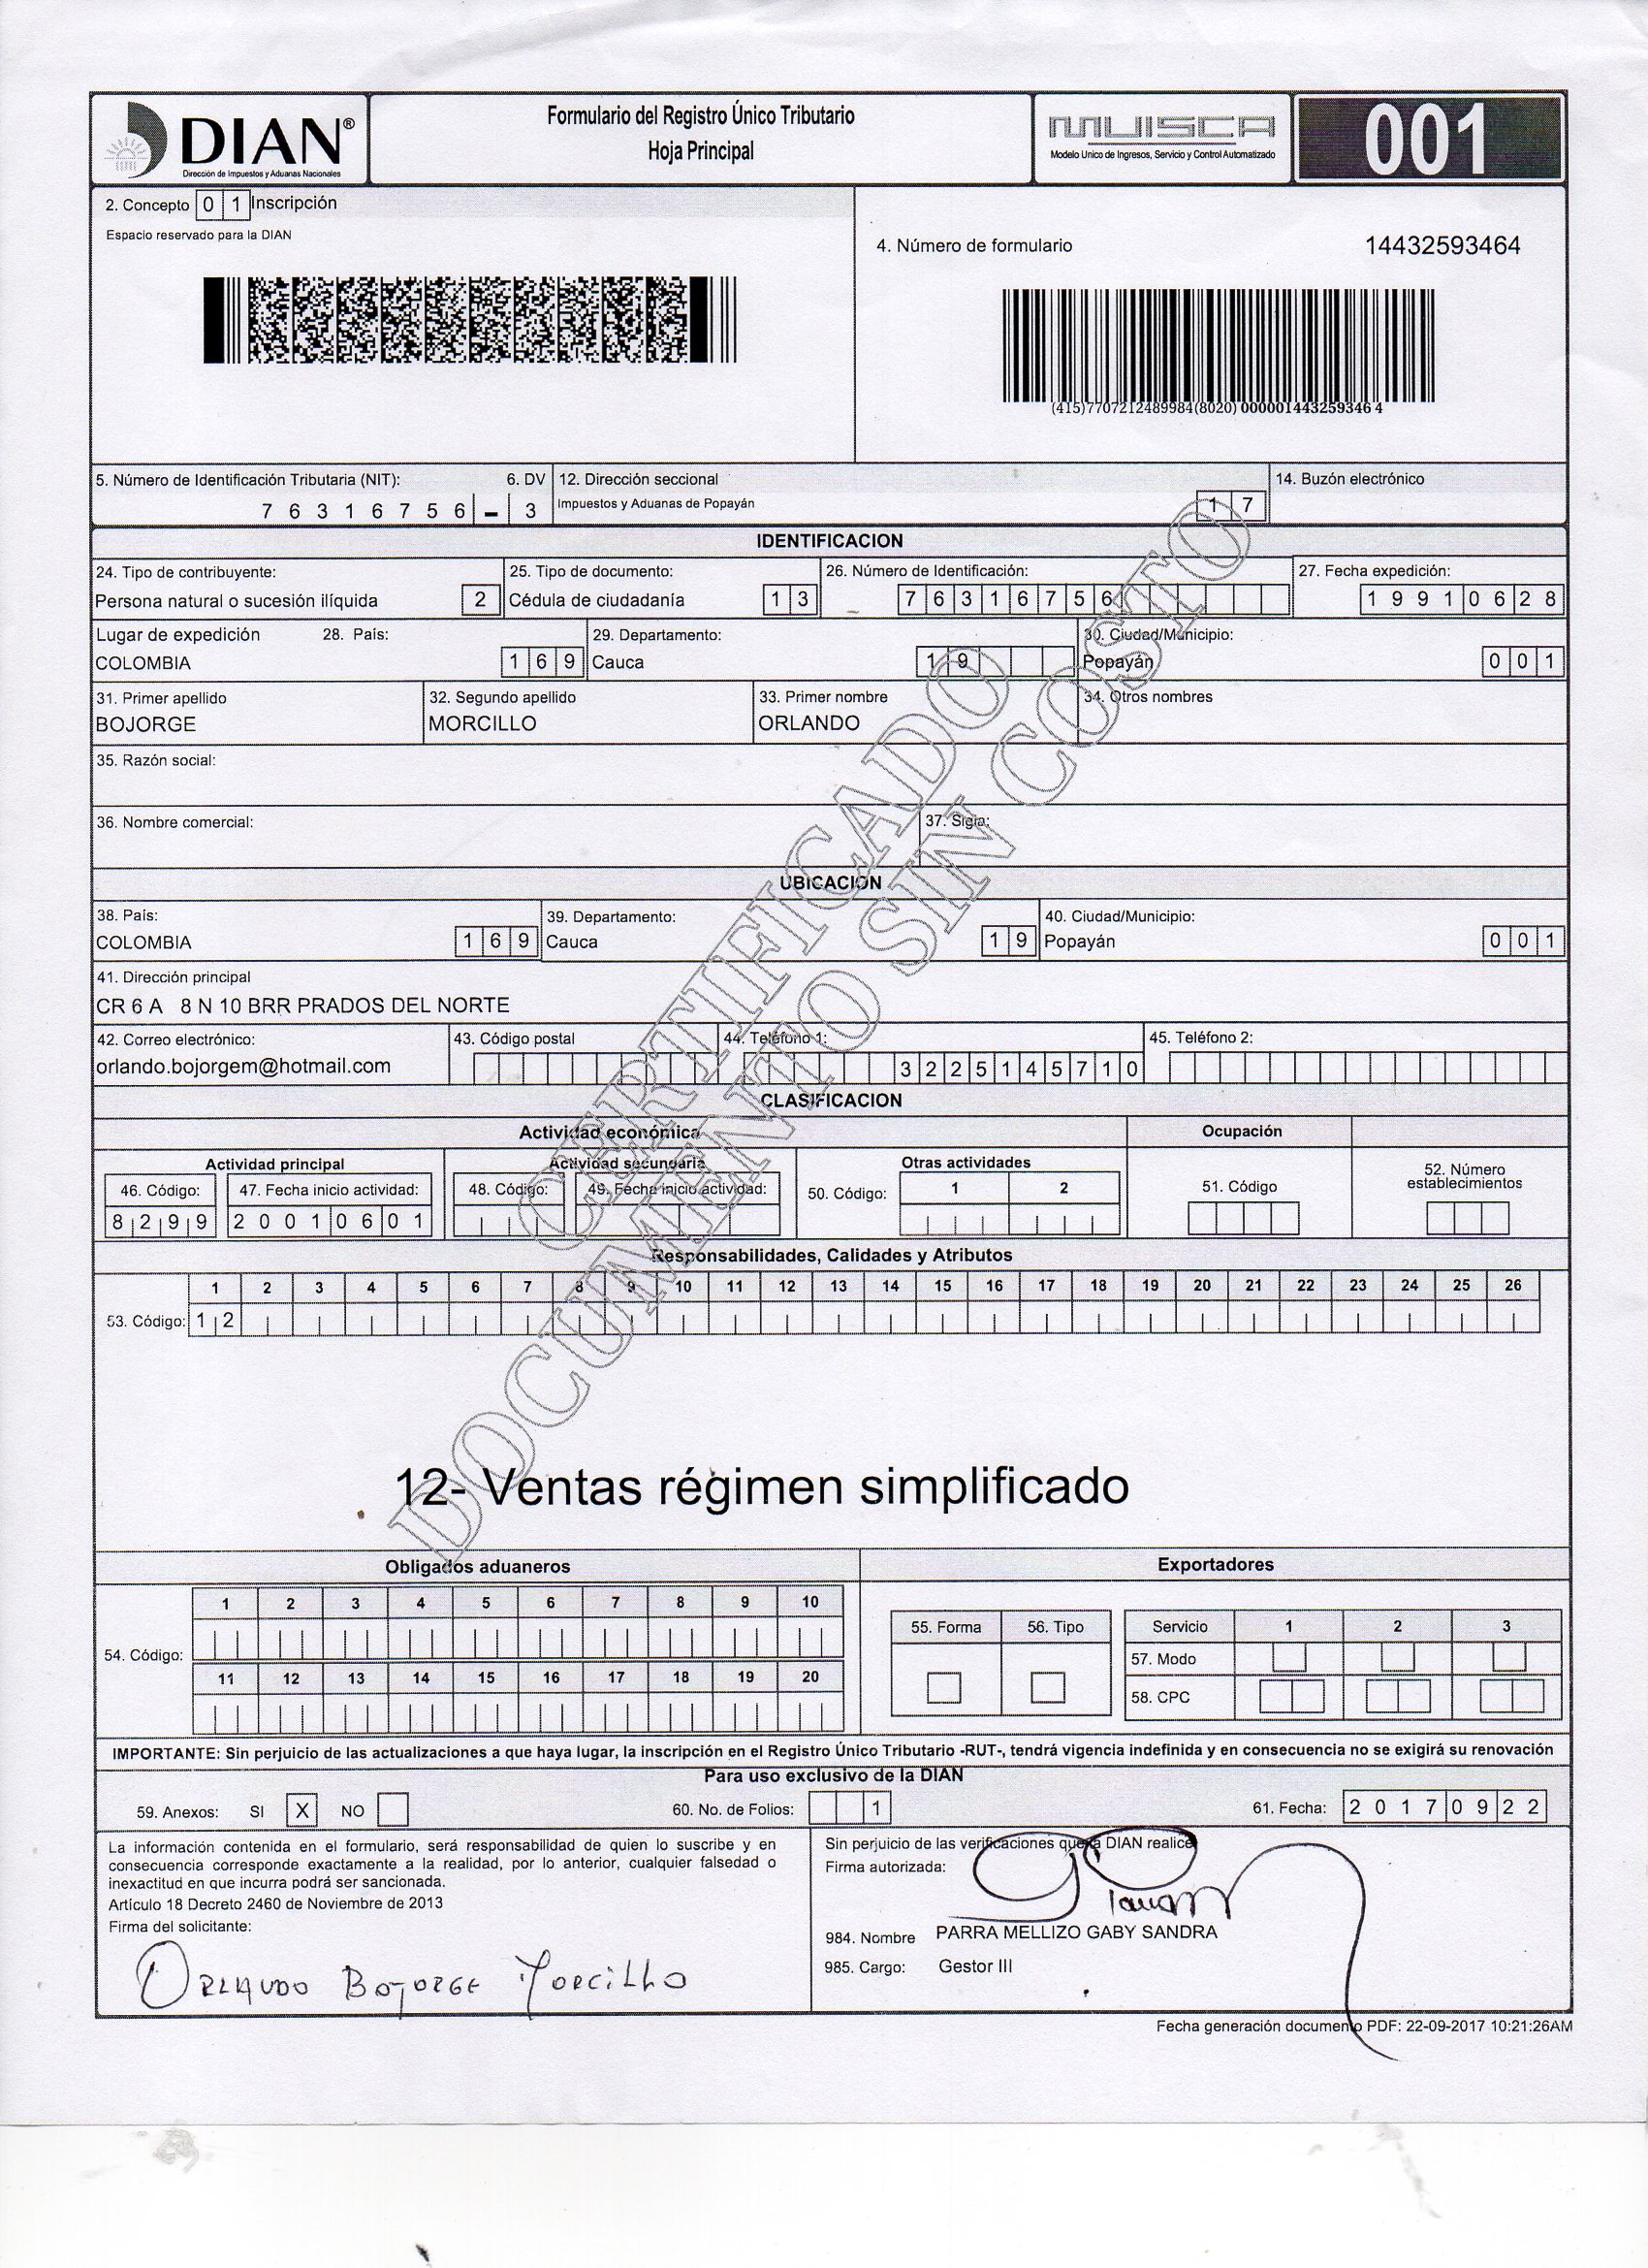 DIAN®
Dirección de Impuestos y Aduanas Nacionales
Formulario del Registro Único Tributario
Hoja Principal
MUISCA
Modelo Unico de Ingresos, Servicio y Control Automatizado
001
2. Concepto 0 1 Inscripción
Espacio reservado para la DIAN
4. Número de formulario 14432593464
(415)7707212489984(8020) 000001443259346 4
5. Número de Identificación Tributaria (NIT): 6. DV 12. Dirección seccional 14. Buzón electrónico
7 6 3 1 6 7 5 6 - 3 Impuestos y Aduanas de Popayán 1 7
IDENTIFICACION
24. Tipo de contribuyente: 25. Tipo de documento: 26. Número de Identificación: 27. Fecha expedición:
Persona natural o sucesión ilíquida 2 Cédula de ciudadanía 1 3 7 6 3 1 6 7 5 6 1 9 9 1 0 6 2 8
Lugar de expedición 28. País: 29. Departamento: 30. Ciudad/Municipio:
COLOMBIA 1 6 9 Cauca 1 9 Popayán 0 0 1
31. Primer apellido 32. Segundo apellido 33. Primer nombre 34. Otros nombres
BOJORGE MORCILLO ORLANDO
35. Razón social:
36. Nombre comercial: 37. Sigla:
UBICACION
38. País: 39. Departamento: 40. Ciudad/Municipio:
COLOMBIA 1 6 9 Cauca 1 9 Popayán 0 0 1
41. Dirección principal
CR 6 A 8 N 10 BRR PRADOS DEL NORTE
42. Correo electrónico: 43. Código postal 44. Teléfono 1: 45. Teléfono 2:
orlando.bojorgem@hotmail.com 3 2 2 5 1 4 5 7 1 0
CLASIFICACION
Actividad económica Ocupación
Actividad principal Actividad secundaria Otras actividades 52. Número establecimientos
46. Código: 47. Fecha inicio actividad: 48. Código: 49. Fecha inicio actividad: 50. Código: 1 2 51. Código
8 2 9 9 2 0 0 1 0 6 0 1
Responsabilidades, Calidades y Atributos
1 2 3 4 5 6 7 8 9 10 11 12 13 14 15 16 17 18 19 20 21 22 23 24 25 26
53. Código: 1 2
12- Ventas régimen simplificado
CERTIFICADO
DOCUMENTO SIN COSTO
Obligados aduaneros Exportadores
1 2 3 4 5 6 7 8 9 10
55. Forma 56. Tipo Servicio 1 2 3
54. Código: 57. Modo
11 12 13 14 15 16 17 18 19 20
58. CPC
IMPORTANTE: Sin perjuicio de las actualizaciones a que haya lugar, la inscripción en el Registro Único Tributario -RUT-, tendrá vigencia indefinida y en consecuencia no se exigirá su renovación
Para uso exclusivo de la DIAN
59. Anexos: SI X NO 60. No. de Folios: 1 61. Fecha: 2 0 1 7 0 9 2 2
La información contenida en el formulario, será responsabilidad de quien lo suscribe y en
consecuencia corresponde exactamente a la realidad, por lo anterior, cualquier falsedad o
inexactitud en que incurra podrá ser sancionada.
Artículo 18 Decreto 2460 de Noviembre de 2013
Firma del solicitante:
ORLANDO BOJORGE MORCILLO
Sin perjuicio de las verificaciones que la DIAN realice
Firma autorizada:
984. Nombre PARRA MELLIZO GABY SANDRA
985. Cargo: Gestor III
Fecha generación documento PDF: 22-09-2017 10:21:26AM